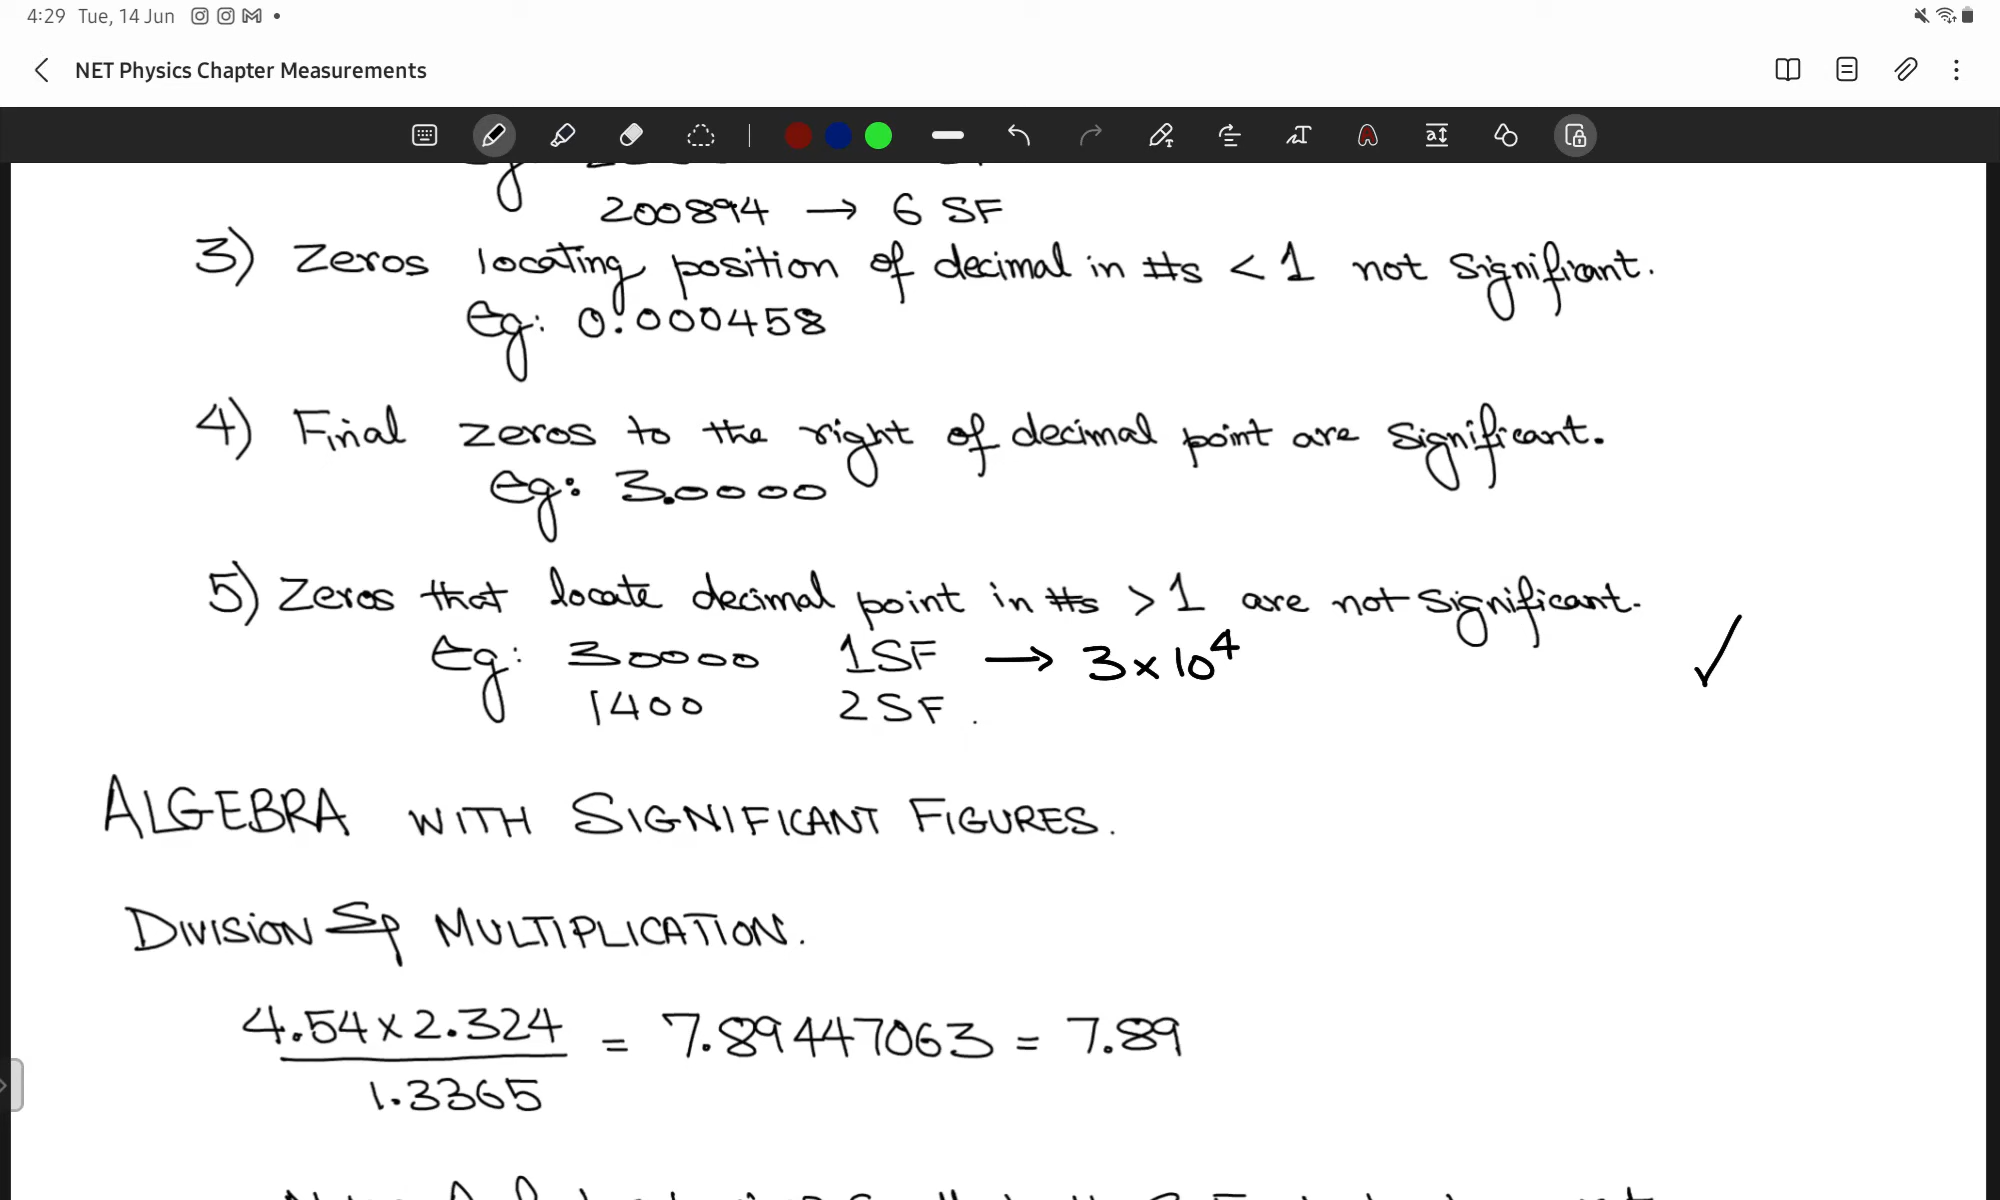 4:29 Tue, 14 Jun
NET Physics Chapter Measurements
200894 → 6 SF
3) Zeros locating position of decimal in #s < 1 not significant.
Eg: 0.000458
4) Final zeros to the right of decimal point are significant.
Eg: 3.0000
5) Zeros that locate decimal point in #s > 1 are not significant.
Eg: 30000 1SF → 3 × 10⁴ ✓
1400 2SF.
ALGEBRA WITH SIGNIFICANT FIGURES.
DIVISION & MULTIPLICATION.
4.54 × 2.324
= 7.89447063 = 7.89
1.3365